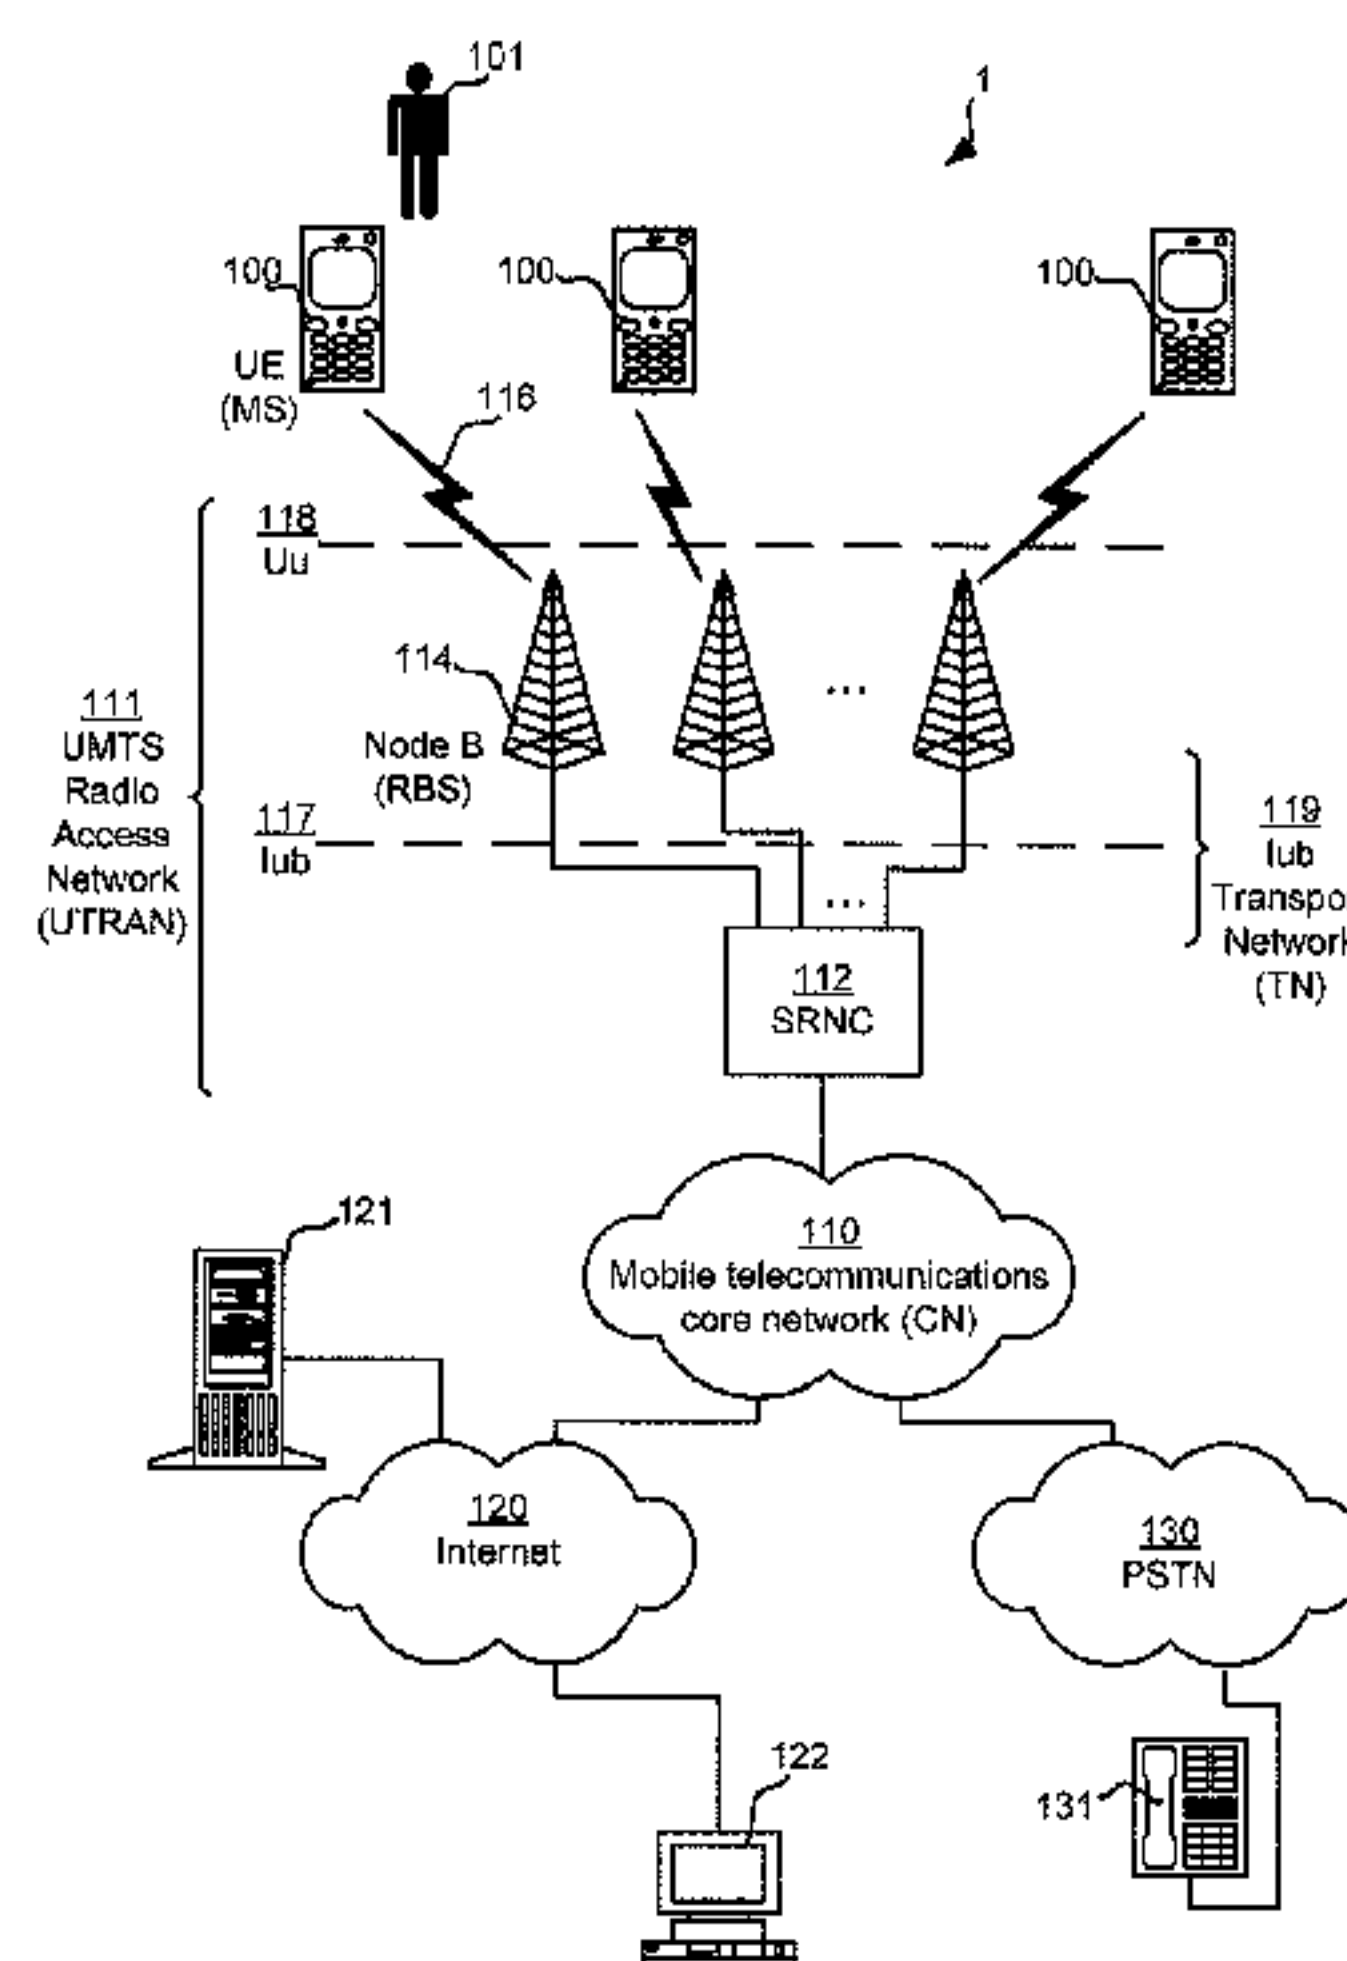 101
1
100
100
100
UE
(MS)
116
118
Uu
114
Node B
(RBS)
111
UMTS
Radio
Access
Network
(UTRAN)
117
Iub
119
Iub
Transpo
Network
(TN)
...
...
112
SRNC
110
Mobile telecommunications
core network (CN)
121
120
Internet
130
PSTN
122
131